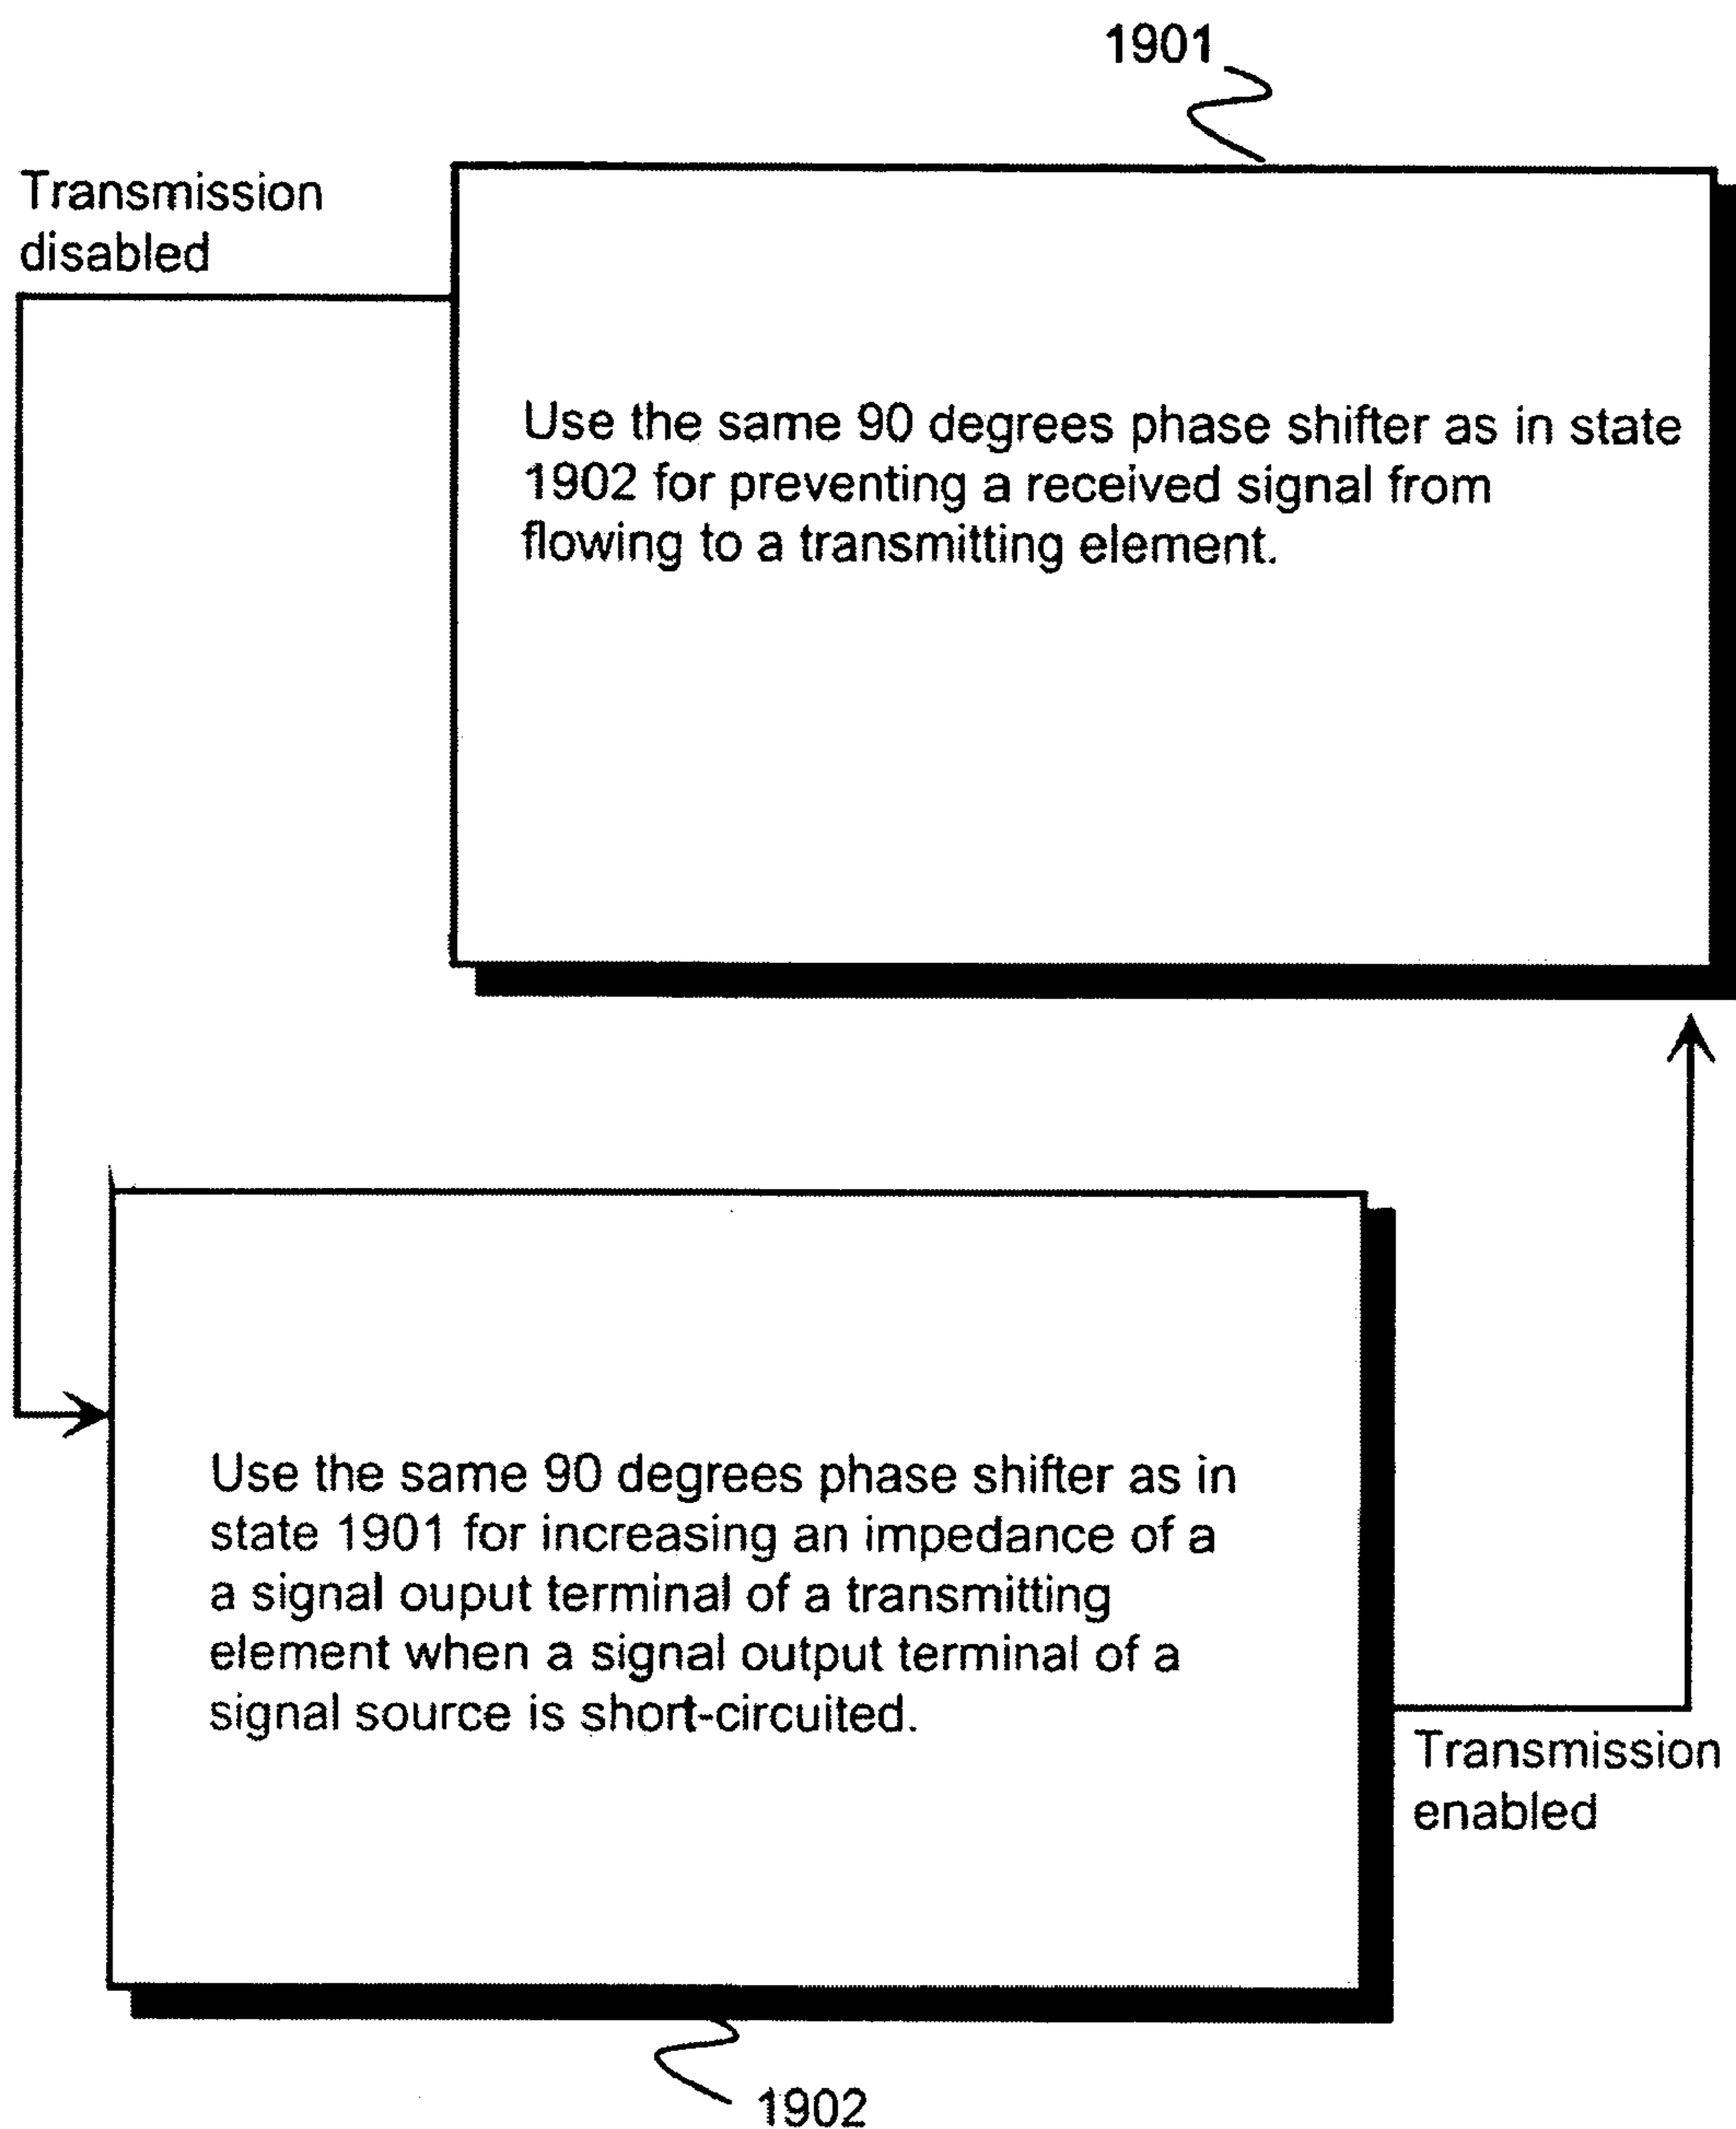 1901
Transmission
disabled
Use the same 90 degrees phase shifter as in state
1902 for preventing a received signal from
flowing to a transmitting element.
Use the same 90 degrees phase shifter as in
state 1901 for increasing an impedance of a
a signal ouput terminal of a transmitting
element when a signal output terminal of a
signal source is short-circuited.
Transmission
enabled
1902